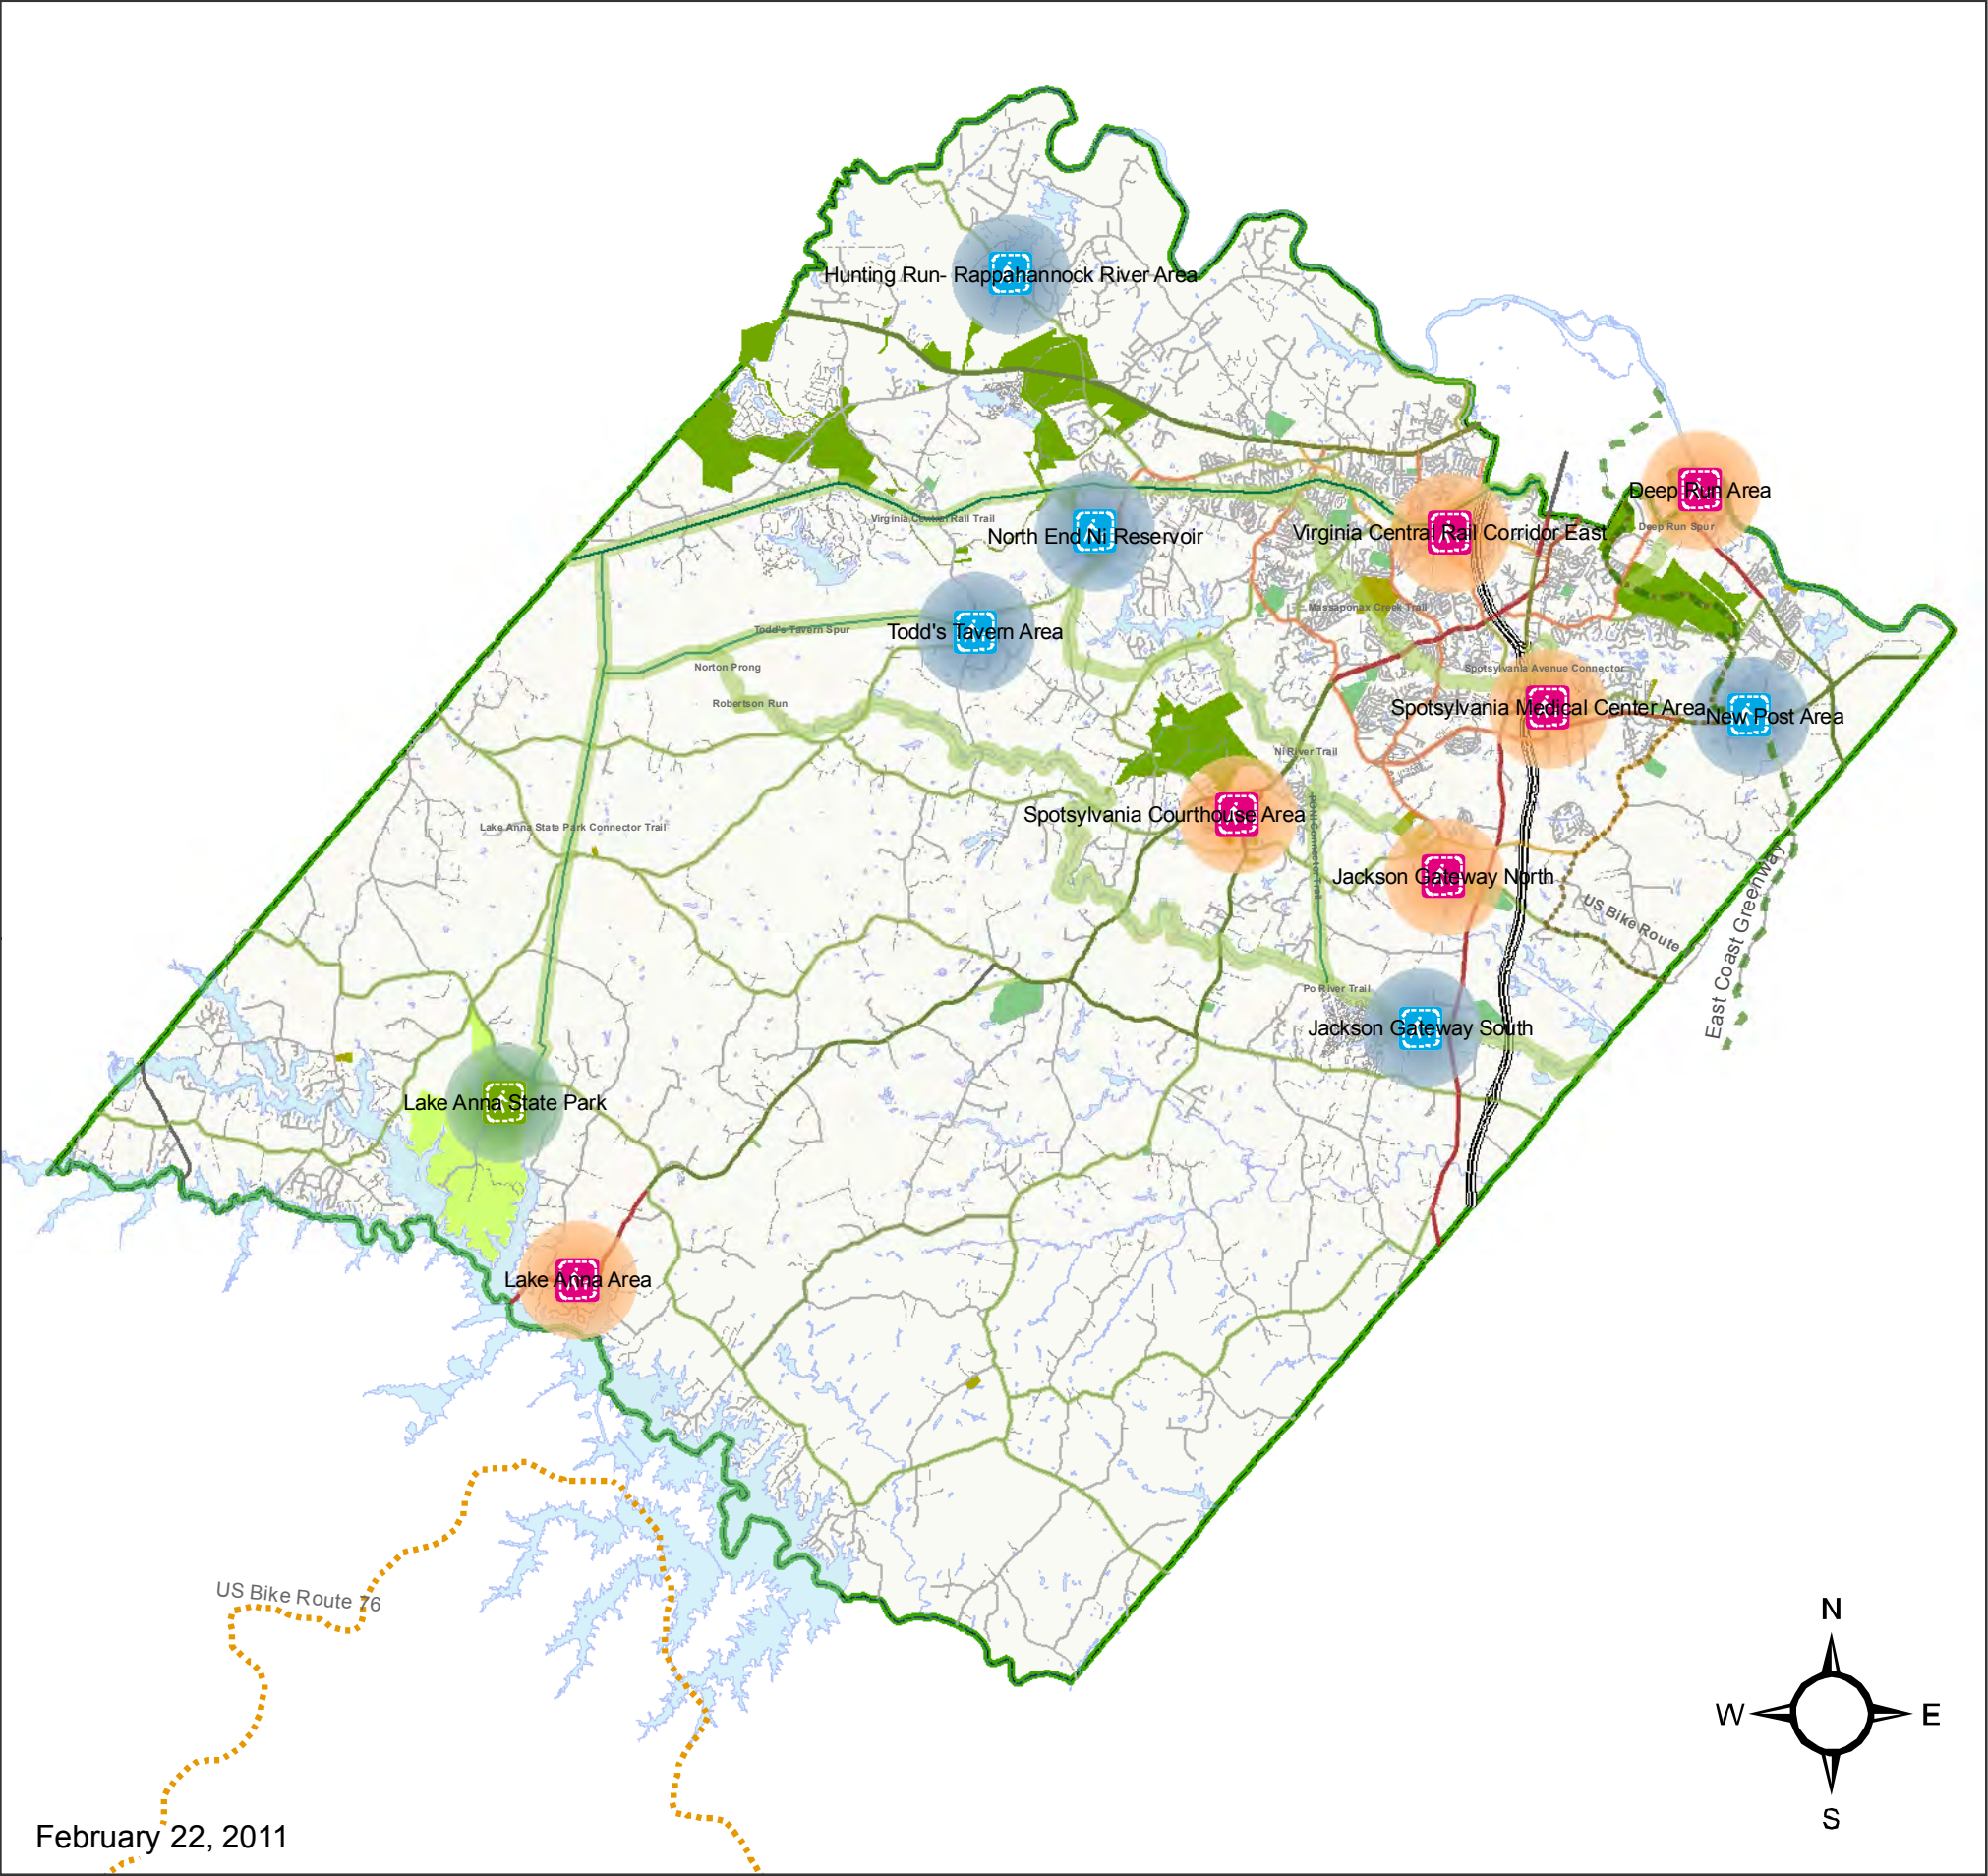 Hunting Run- Rappahannock River Area
Deep Run Area
Virginia Central Rail Trail
Deep Run Spur
North End Ni Reservoir
Virginia Central Rail Corridor East
Massaponax Creek Trail
Todd's Tavern Spur
Todd's Tavern Area
Norton Prong
Spotsylvania Avenue Connector
Robertson Run
Spotsylvania Medical Center Area
New Post Area
Ni River Trail
Spotsylvania Courthouse Area
Lake Anna State Park Connector Trail
Connector Trail
Jackson Gateway North
US Bike Route
East Coast Greenway
Po River Trail
Jackson Gateway South
Lake Anna State Park
Lake Anna Area
US Bike Route 76
N
W
E
S
February 22, 2011